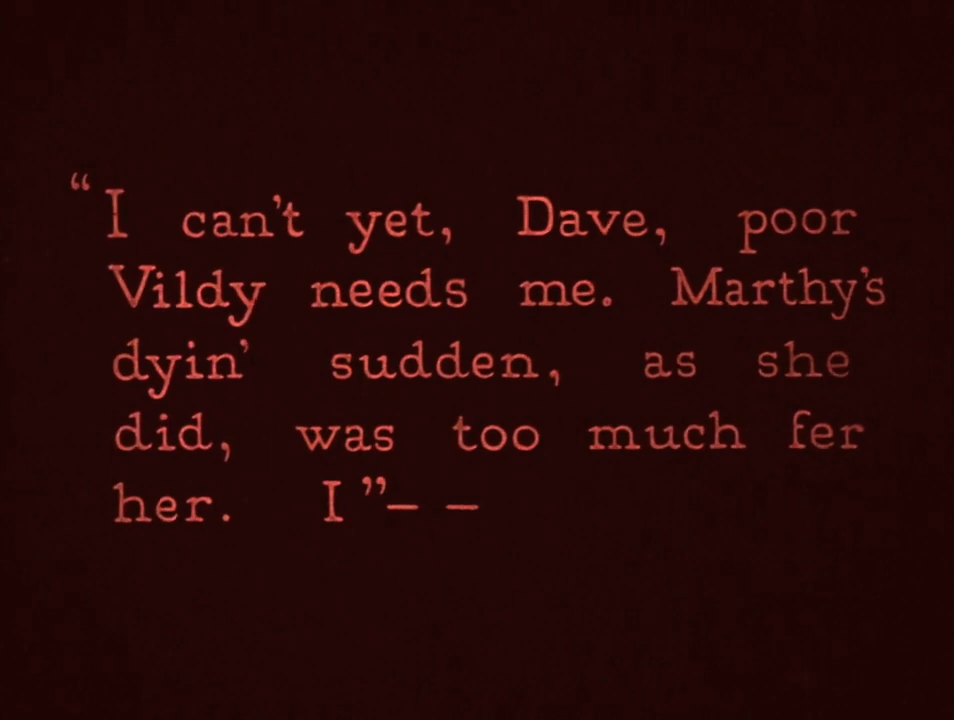 “I can't yet, Dave, poor
Vildy needs me. Marthy's
dyin' sudden, as she
did, was too much fer
her. I”— —